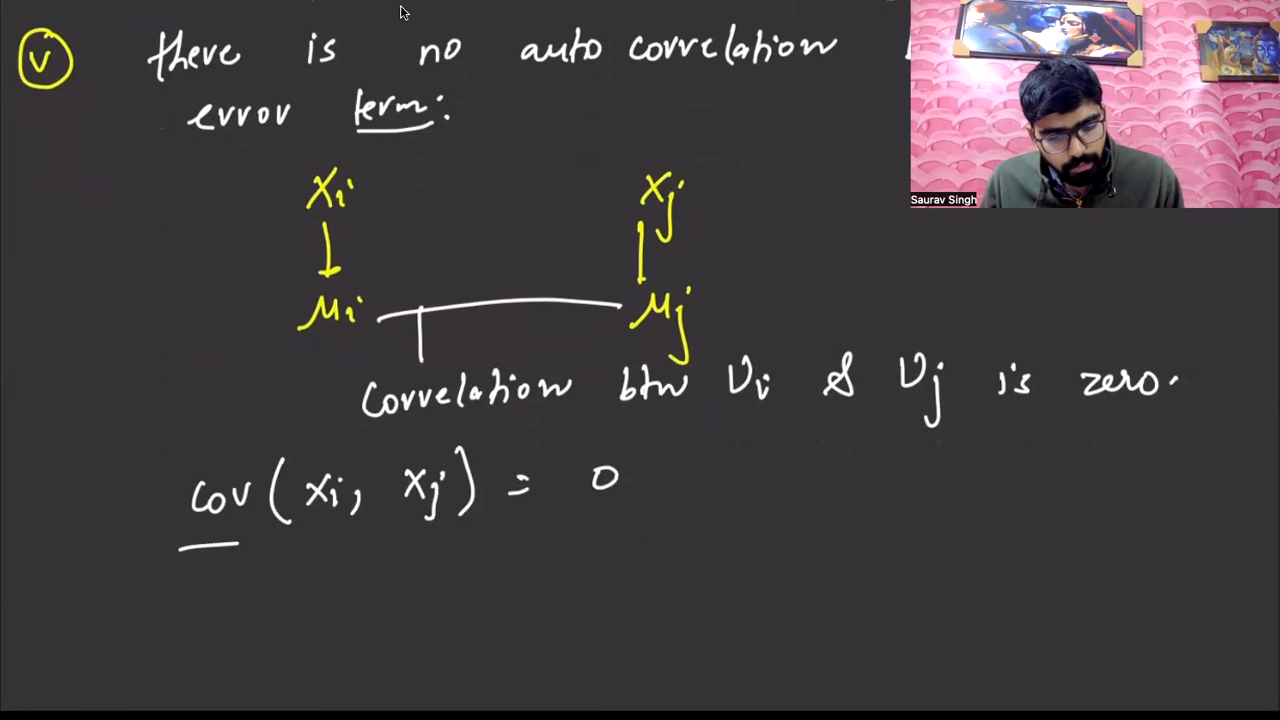 v there is no auto correlation
error term:
Xi Xj
μi μj
Correlation btw Ui & Uj is zero.
Cov (xi, xj) = 0
Saurav Singh